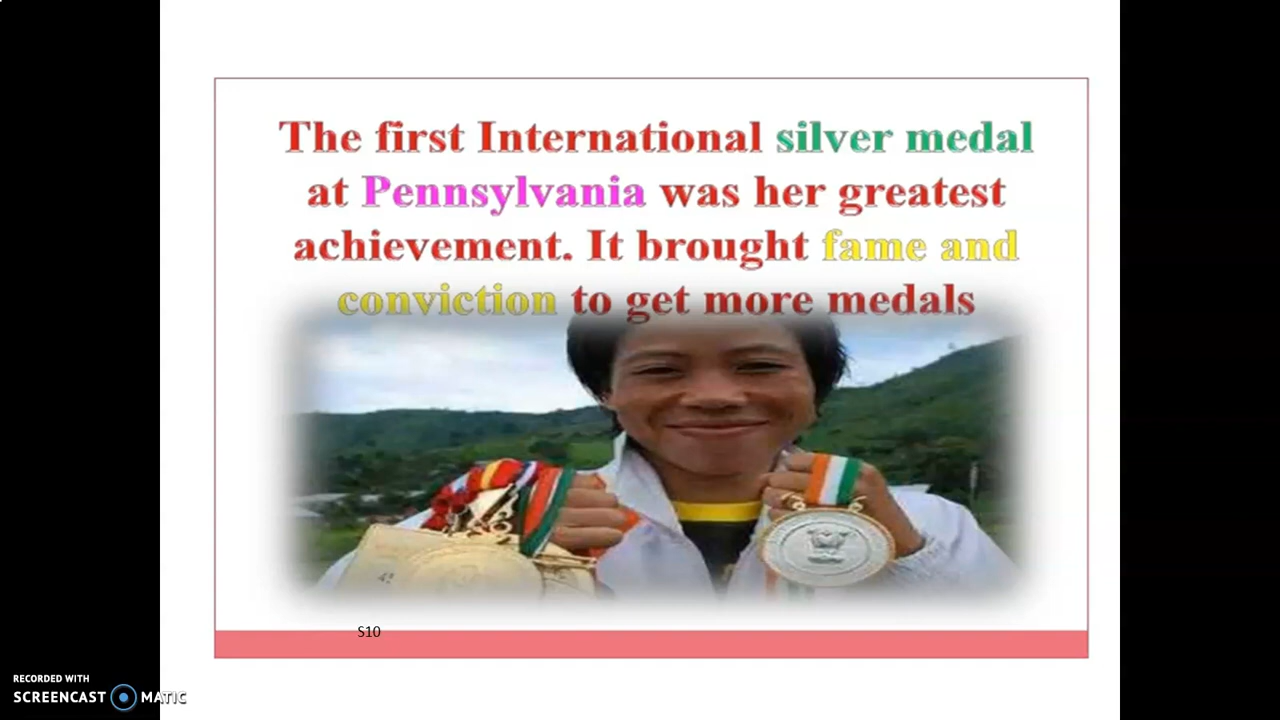 The first International silver medal
at Pennsylvania was her greatest
achievement. It brought fame and
conviction to get more medals
S10
RECORDED WITH
SCREENCAST MATIC